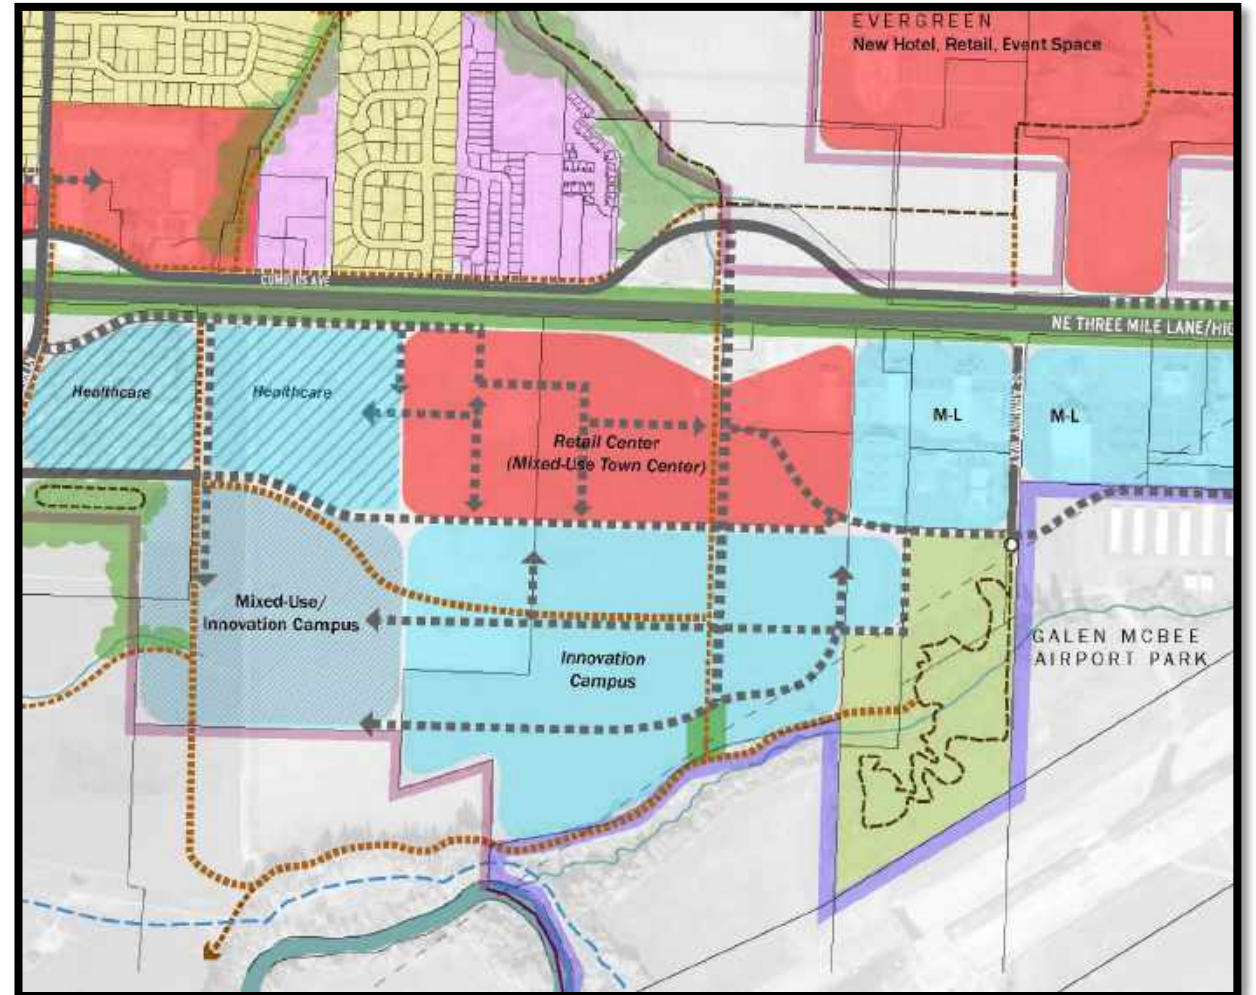 EVERGREEN
New Hotel, Retail, Event Space
CUMULUS AVE
NE THREE MILE LANE/HIG
Healthcare
Healthcare
M-L
M-L
Retail Center
(Mixed-Use Town Center)
Mixed-Use/
Innovation Campus
Innovation
Campus
GALEN MCBEE
AIRPORT PARK